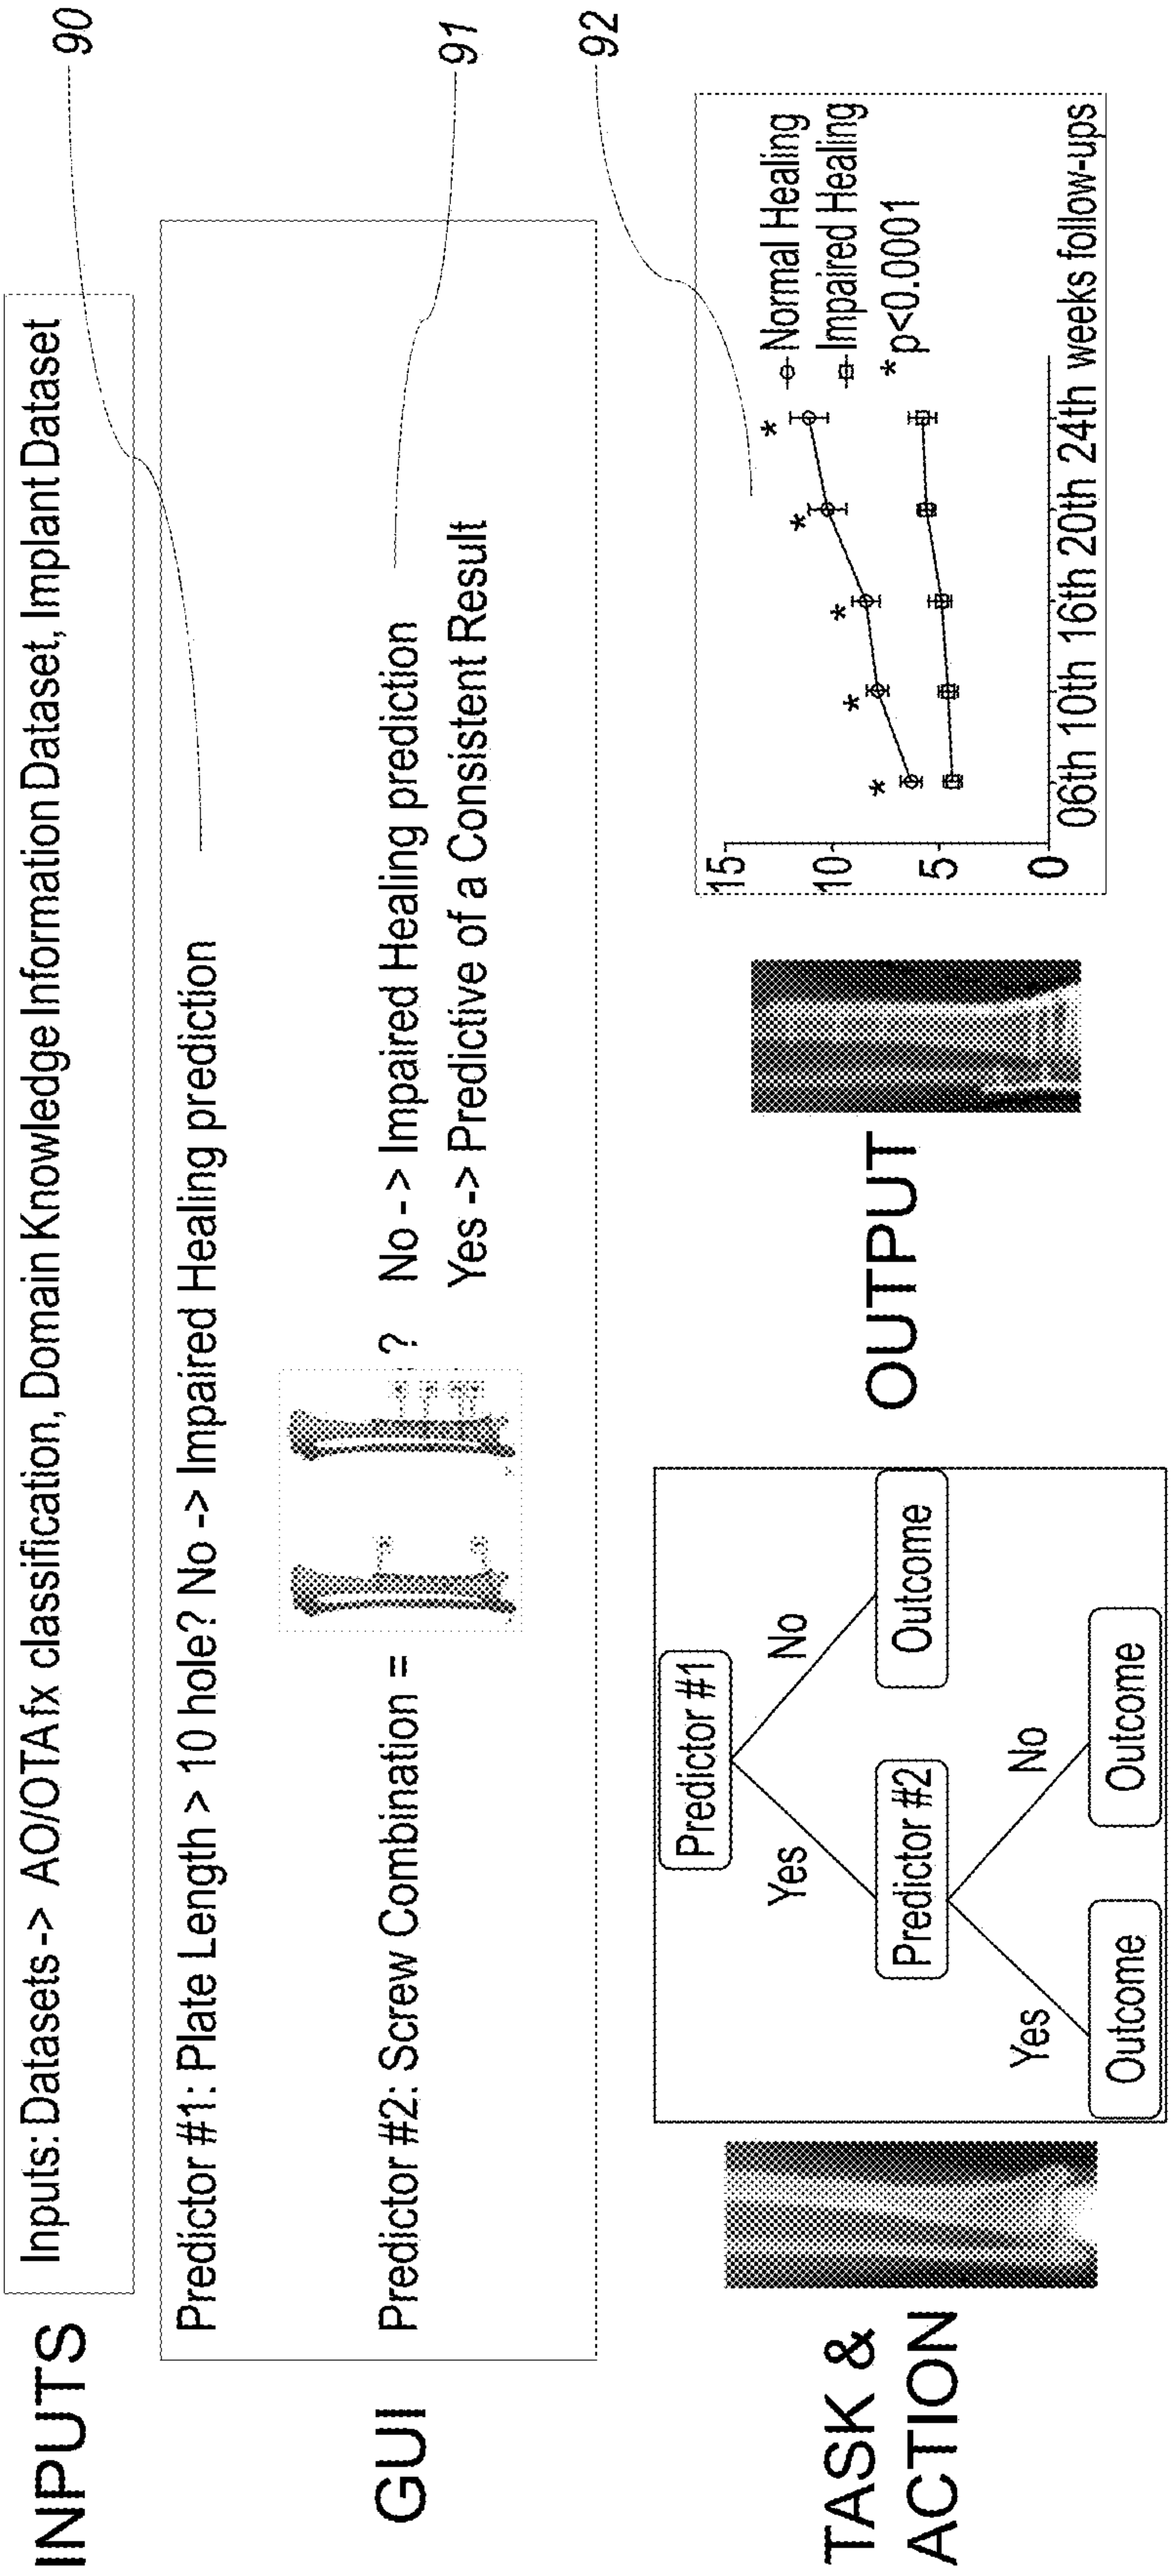 INPUTS
Inputs: Datasets -> AO/OTA fx classification, Domain Knowledge Information Dataset, Implant Dataset
90
GUI
Predictor #1: Plate Length > 10 hole? No -> Impaired Healing prediction
Predictor #2: Screw Combination = ? No -> Impaired Healing prediction
Yes -> Predictive of a Consistent Result
91
TASK &
ACTION
Predictor #1
Yes
No
Predictor #2
Outcome
Yes
No
Outcome
Outcome
OUTPUT
92
15
10
5
0
* * * * *
Normal Healing
Impaired Healing
*p<0.0001
06th 10th 16th 20th 24th weeks follow-ups